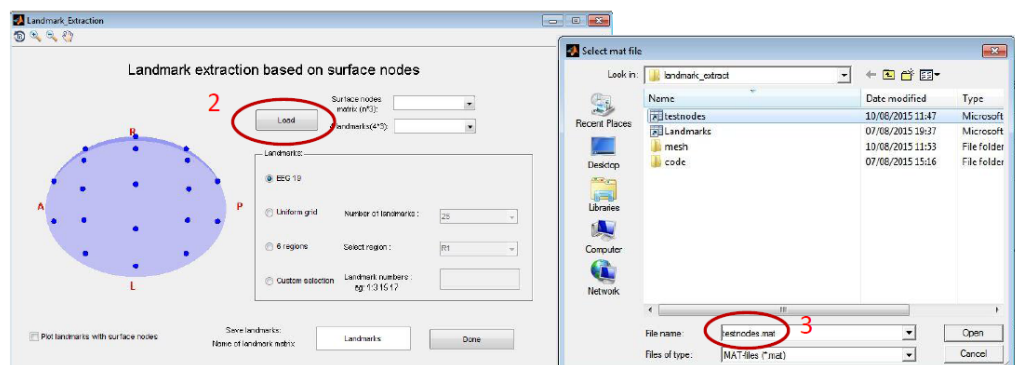 Landmark_Extraction
Landmark extraction based on surface nodes
2
Load
Surface nodes
matrix (n*3):
landmarks(4*3):
R
A
P
L
Landmarks:
EEG 19
Uniform grid
Number of landmarks :
25
6 regions
Select region :
R1
Custom selection
Landmark numbers :
eg: 1:3 15 17
Plot landmarks with surface nodes
Save landmarks:
Name of landmark matrix
Landmarks
Done
Select mat file
Look in:
landmark_extract
Name
Date modified
Type
testnodes
10/08/2015 11:47
Microsoft
Landmarks
07/08/2015 19:37
Microsoft
mesh
10/08/2015 11:53
File folder
code
07/08/2015 15:16
File folder
Recent Places
Desktop
Libraries
Computer
Network
File name:
testnodes.mat
3
Open
Files of type:
MAT-files (*.mat)
Cancel